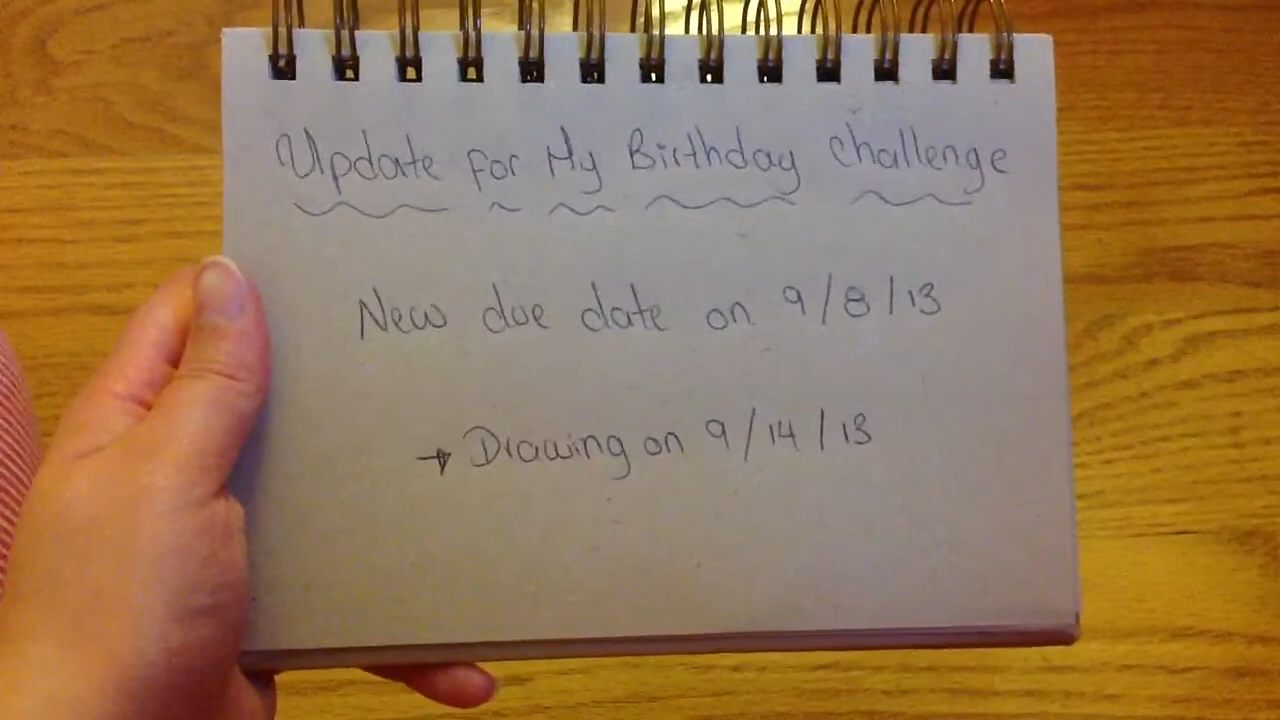 Update for My Birthday Challenge
New due date on 9/8/13
→ Drawing on 9/14/13